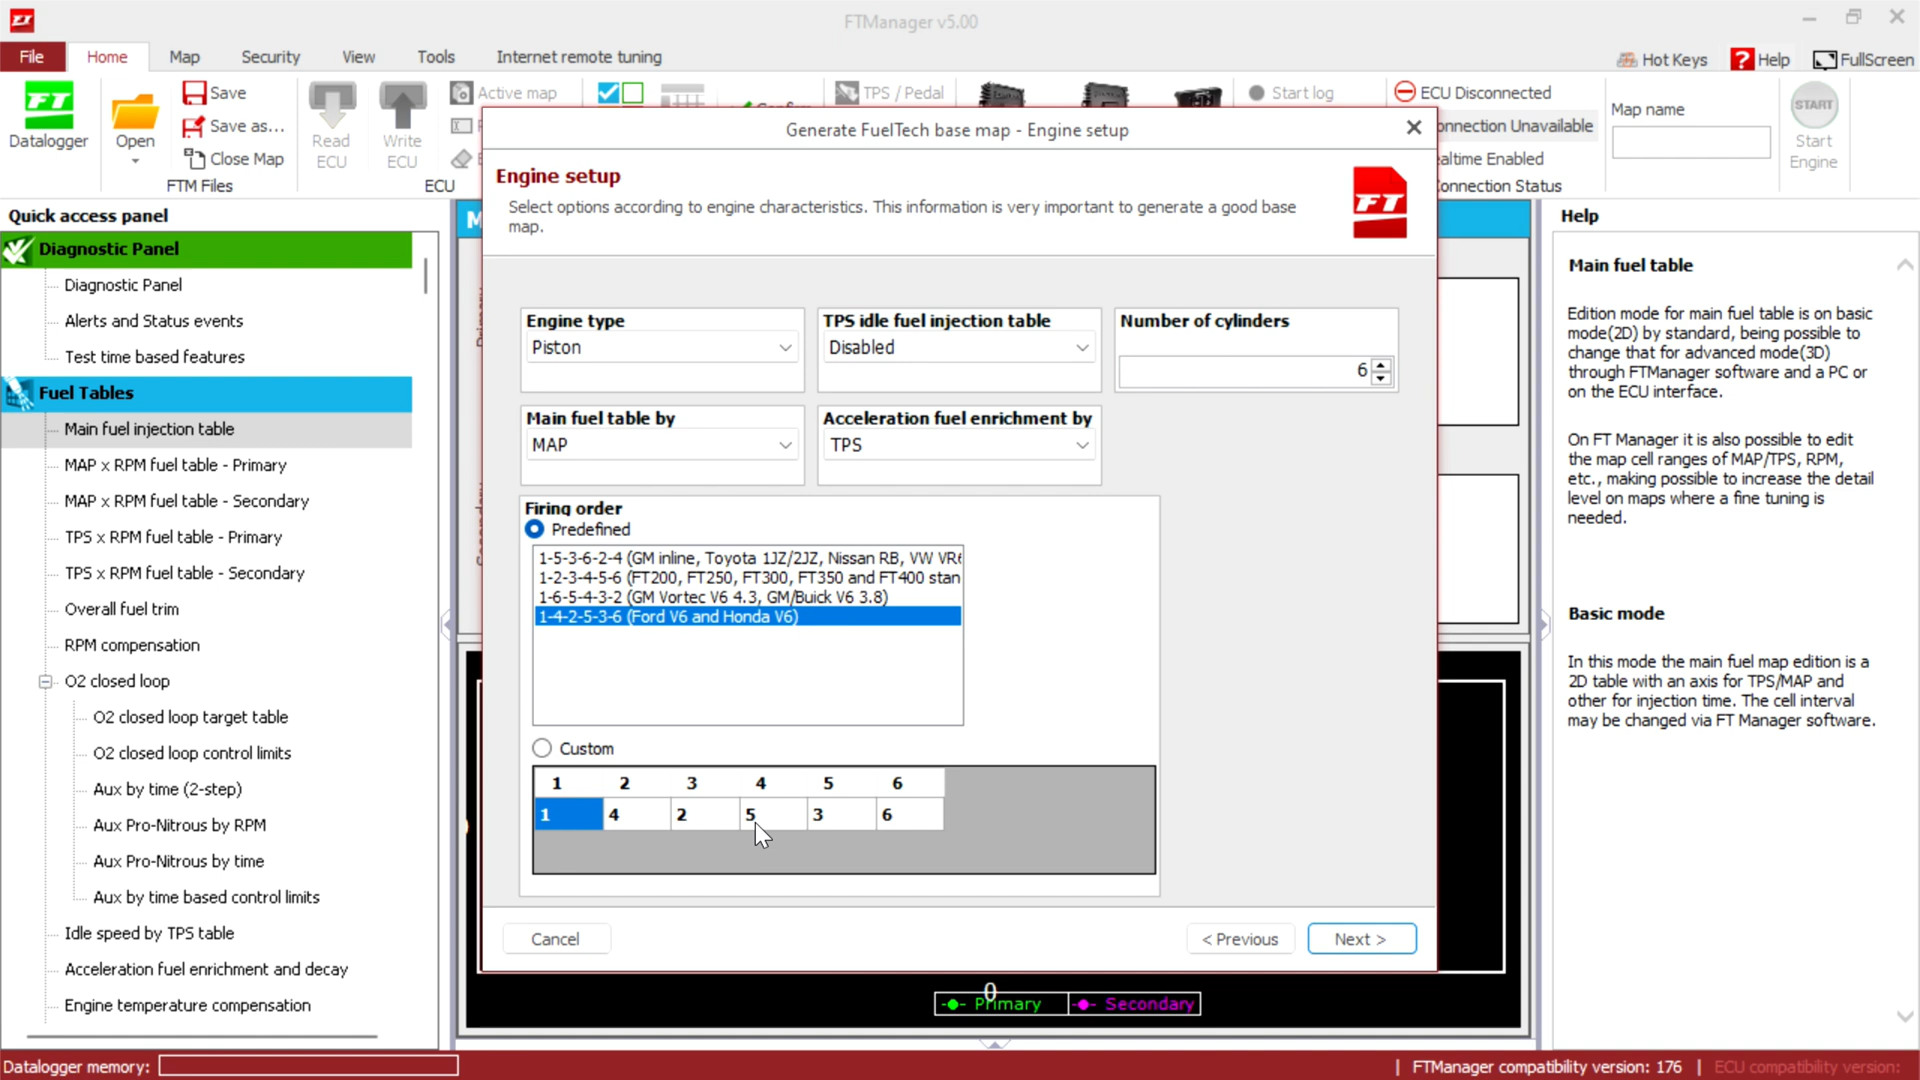 FTManager v5.00
File
Home
Map
Security
View
Tools
Internet remote tuning
Hot Keys
? Help
FullScreen
FT
Datalogger
Open
Save
Save as...
Close Map
FTM Files
Read
ECU
Write
ECU
ECU
Active map
TPS / Pedal
Start log
ECU Disconnected
onnection Unavailable
ealtime Enabled
onnection Status
Map name
START
Start
Engine
Quick access panel
Diagnostic Panel
Diagnostic Panel
Alerts and Status events
Test time based features
Fuel Tables
Main fuel injection table
MAP x RPM fuel table - Primary
MAP x RPM fuel table - Secondary
TPS x RPM fuel table - Primary
TPS x RPM fuel table - Secondary
Overall fuel trim
RPM compensation
O2 closed loop
O2 closed loop target table
O2 closed loop control limits
Aux by time (2-step)
Aux Pro-Nitrous by RPM
Aux Pro-Nitrous by time
Aux by time based control limits
Idle speed by TPS table
Acceleration fuel enrichment and decay
Engine temperature compensation
Generate FuelTech base map - Engine setup
Engine setup
Select options according to engine characteristics. This information is very important to generate a good base
map.
FT
Engine type
Piston
TPS idle fuel injection table
Disabled
Number of cylinders
6
Main fuel table by
MAP
Acceleration fuel enrichment by
TPS
Firing order
Predefined
1-5-3-6-2-4 (GM inline, Toyota 1JZ/2JZ, Nissan RB, VW VR6
1-2-3-4-5-6 (FT200, FT250, FT300, FT350 and FT400 stan
1-6-5-4-3-2 (GM Vortec V6 4.3, GM/Buick V6 3.8)
1-4-2-5-3-6 (Ford V6 and Honda V6)
Custom
1 2 3 4 5 6
1 4 2 5 3 6
Cancel
< Previous
Next >
0
Primary
Secondary
Help
Main fuel table
Edition mode for main fuel table is on basic
mode(2D) by standard, being possible to
change that for advanced mode(3D)
through FTManager software and a PC or
on the ECU interface.
On FT Manager it is also possible to edit
the map cell ranges of MAP/TPS, RPM,
etc., making possible to increase the detail
level on maps where a fine tuning is
needed.
Basic mode
In this mode the main fuel map edition is a
2D table with an axis for TPS/MAP and
other for injection time. The cell interval
may be changed via FT Manager software.
Datalogger memory:
| FTManager compatibility version: 176 | ECU compatibility version: